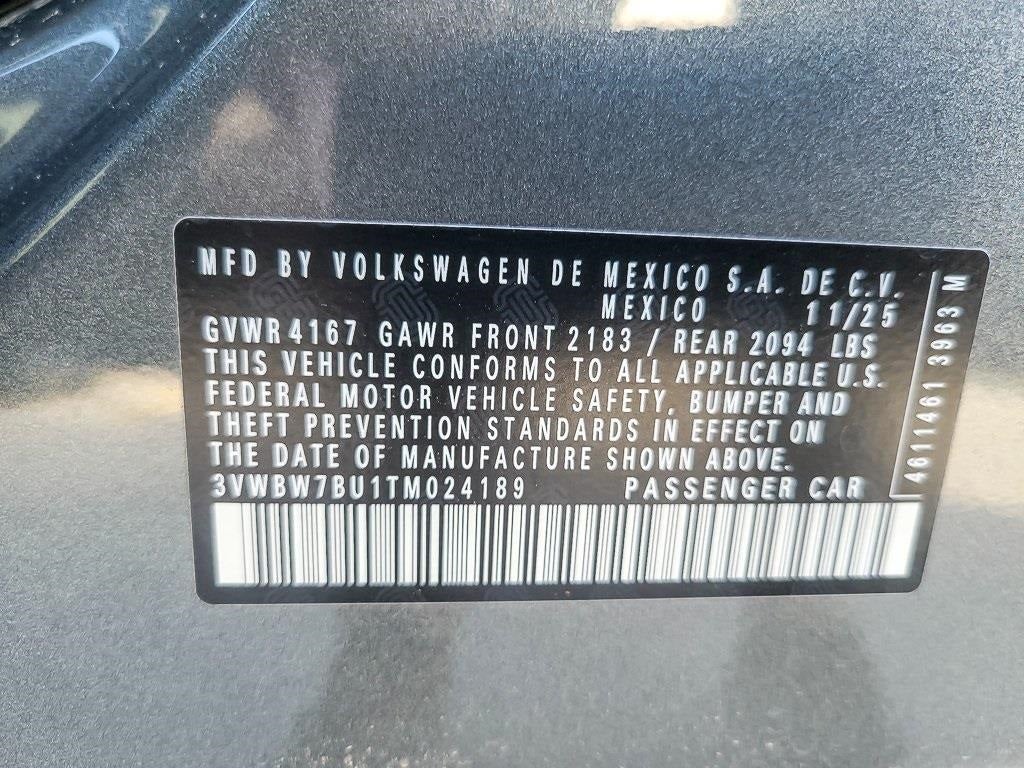 MFD BY VOLKSWAGEN DE MEXICO S.A. DE C.V.
MEXICO 11/25
GVWR 4167 GAWR FRONT 2183 / REAR 2094 LBS
THIS VEHICLE CONFORMS TO ALL APPLICABLE U.S.
FEDERAL MOTOR VEHICLE SAFETY, BUMPER AND
THEFT PREVENTION STANDARDS IN EFFECT ON
THE DATE OF MANUFACTURE SHOWN ABOVE.
3VWBW7BU1TM024189 PASSENGER CAR
4611461 3963 M